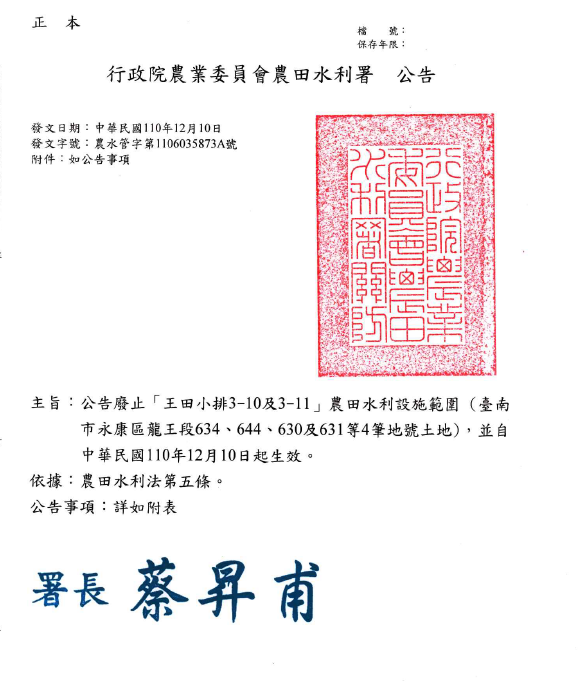 正 本
檔 號：
保存年限：
行政院農業委員會農田水利署 公告
發文日期：中華民國110年12月10日
發文字號：農水管字第1106035873A號
附件：如公告事項
行政院農業
委員會農田
水利署關防
主旨：公告廢止「王田小排3-10及3-11」農田水利設施範圍（臺南
市永康區龍王段634、644、630及631等4筆地號土地），並自
中華民國110年12月10日起生效。
依據：農田水利法第五條。
公告事項：詳如附表
署長 蔡昇甫